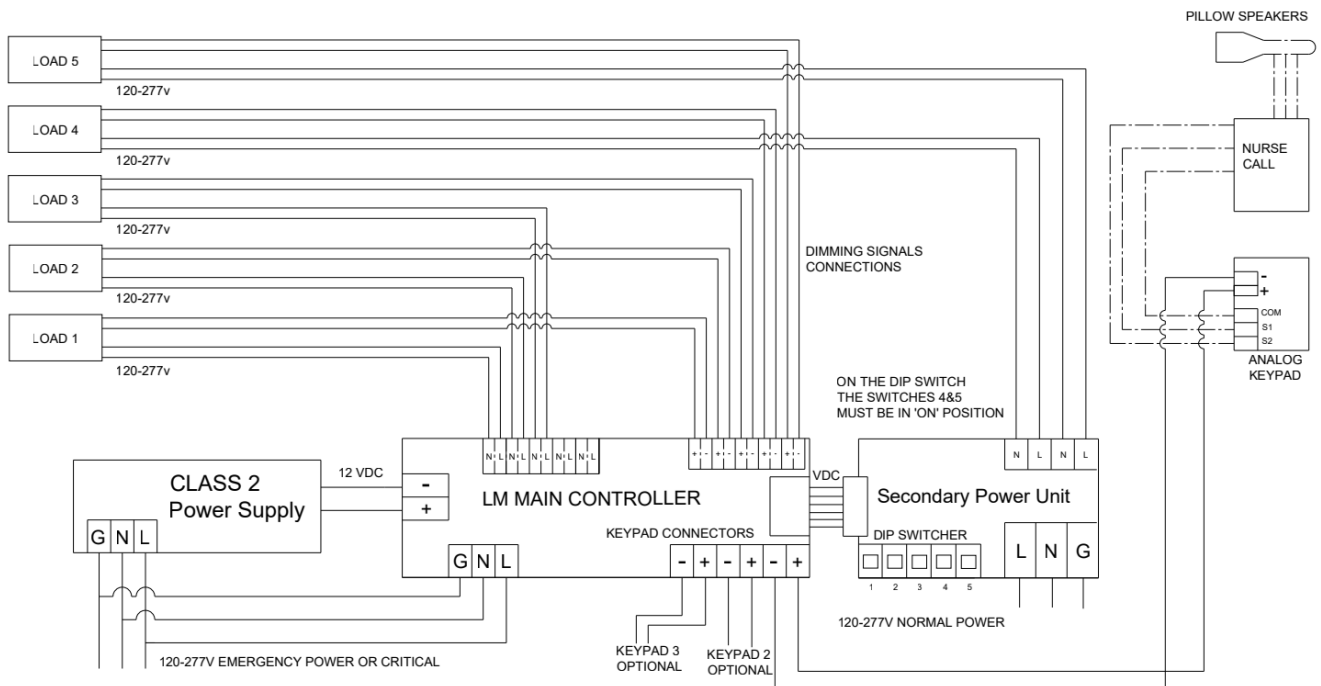 PILLOW SPEAKERS
LOAD 5
120-277v
LOAD 4
120-277v
NURSE
CALL
LOAD 3
120-277v
DIMMING SIGNALS
CONNECTIONS
LOAD 2
120-277v
-
+
COM
S1
S2
ANALOG
KEYPAD
LOAD 1
120-277v
ON THE DIP SWITCH
THE SWITCHES 4&5
MUST BE IN 'ON' POSITION
N L N L N L N L N L
+ - + - + - + - + -
N L N L
CLASS 2
Power Supply
G N L
12 VDC
-
+
LM MAIN CONTROLLER
VDC
Secondary Power Unit
KEYPAD CONNECTORS
G N L
- + - + - +
DIP SWITCHER
1 2 3 4 5
L N G
120-277V NORMAL POWER
120-277V EMERGENCY POWER OR CRITICAL
KEYPAD 3
OPTIONAL
KEYPAD 2
OPTIONAL